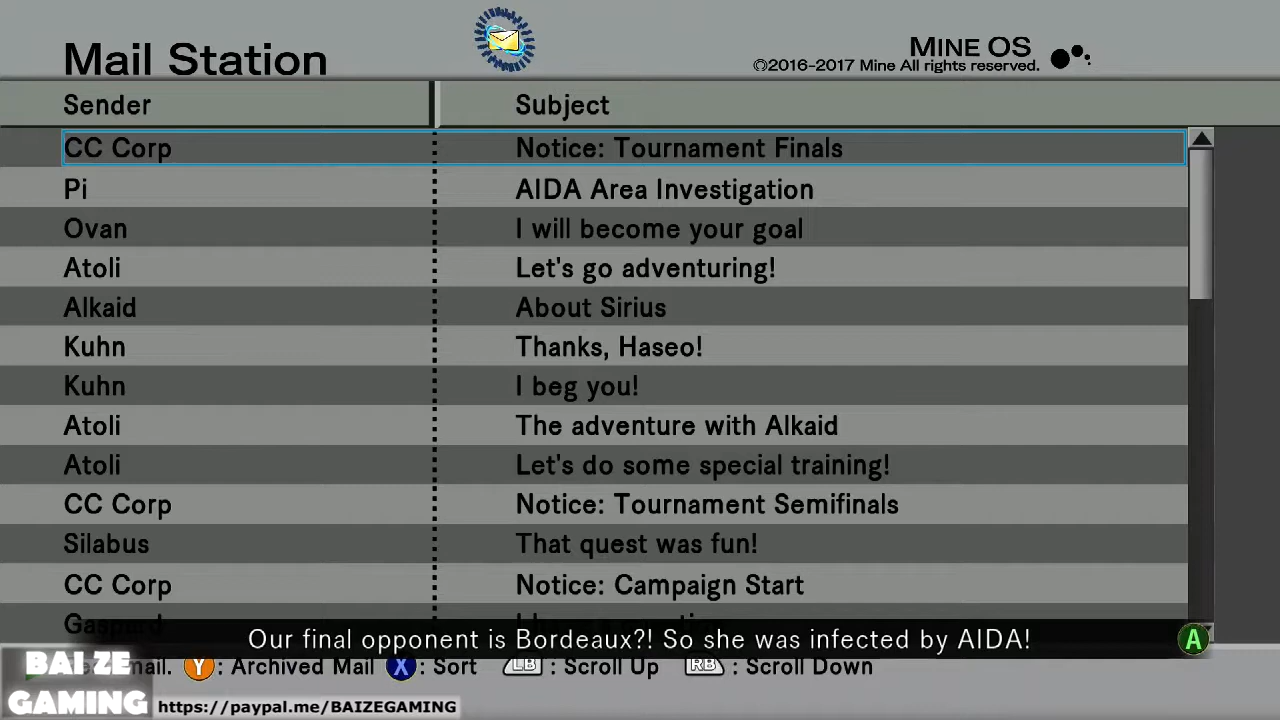 Mail Station
MINE OS
©2016-2017 Mine All rights reserved.
Sender Subject
CC Corp Notice: Tournament Finals
Pi AIDA Area Investigation
Ovan I will become your goal
Atoli Let's go adventuring!
Alkaid About Sirius
Kuhn Thanks, Haseo!
Kuhn I beg you!
Atoli The adventure with Alkaid
Atoli Let's do some special training!
CC Corp Notice: Tournament Semifinals
Silabus That quest was fun!
CC Corp Notice: Campaign Start
Gaspard
Our final opponent is Bordeaux?! So she was infected by AIDA! A
mail. Y: Archived Mail X: Sort LB: Scroll Up RB: Scroll Down
BAIZE
GAMING https://paypal.me/BAIZEGAMING